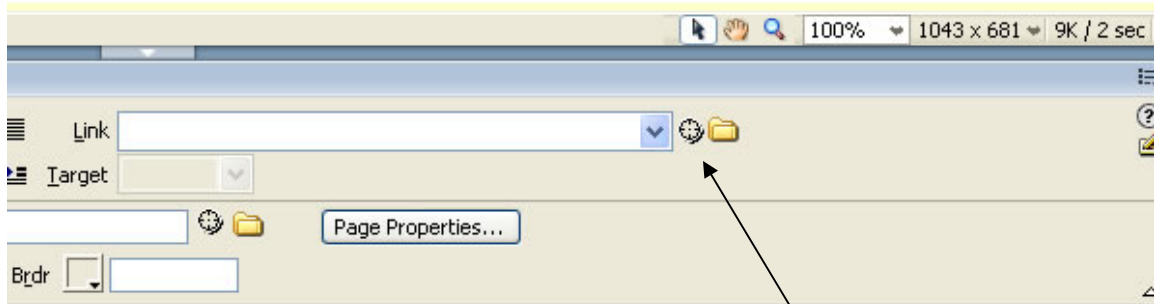 100% 1043 x 681 9K / 2 sec
Link
Target
Page Properties...
Brdr